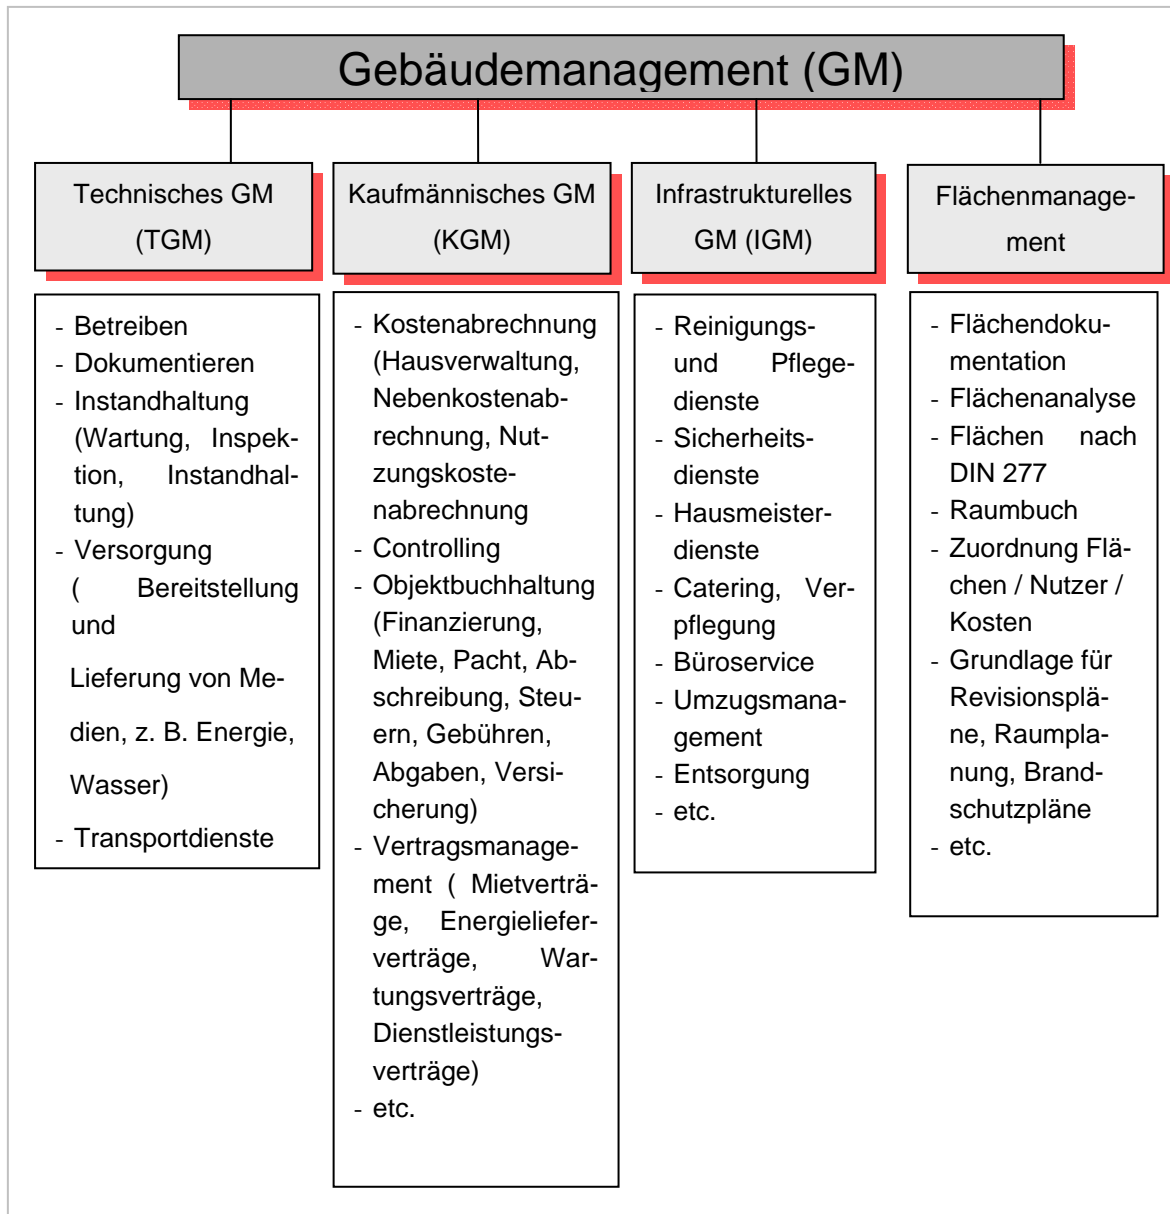 Gebäudemanagement (GM)
Technisches GM
(TGM)
Kaufmännisches GM
(KGM)
Infrastrukturelles
GM (IGM)
Flächenmanage-
ment
- Betreiben
- Dokumentieren
- Instandhaltung
(Wartung, Inspek-
tion, Instandhal-
tung)
- Versorgung
( Bereitstellung
und
Lieferung von Me-
dien, z. B. Energie,
Wasser)
- Transportdienste
- Kostenabrechnung
(Hausverwaltung,
Nebenkostenab-
rechnung, Nut-
zungskoste-
nabrechnung
- Controlling
- Objektbuchhaltung
(Finanzierung,
Miete, Pacht, Ab-
schreibung, Steu-
ern, Gebühren,
Abgaben, Versi-
cherung)
- Vertragsmanage-
ment ( Mietverträ-
ge, Energieliefer-
verträge, War-
tungsverträge,
Dienstleistungs-
verträge)
- etc.
- Reinigungs-
und Pflege-
dienste
- Sicherheits-
dienste
- Hausmeister-
dienste
- Catering, Ver-
pflegung
- Büroservice
- Umzugsmana-
gement
- Entsorgung
- etc.
- Flächendoku-
mentation
- Flächenanalyse
- Flächen nach
DIN 277
- Raumbuch
- Zuordnung Flä-
chen / Nutzer /
Kosten
- Grundlage für
Revisionsplä-
ne, Raumpla-
nung, Brand-
schutzpläne
- etc.